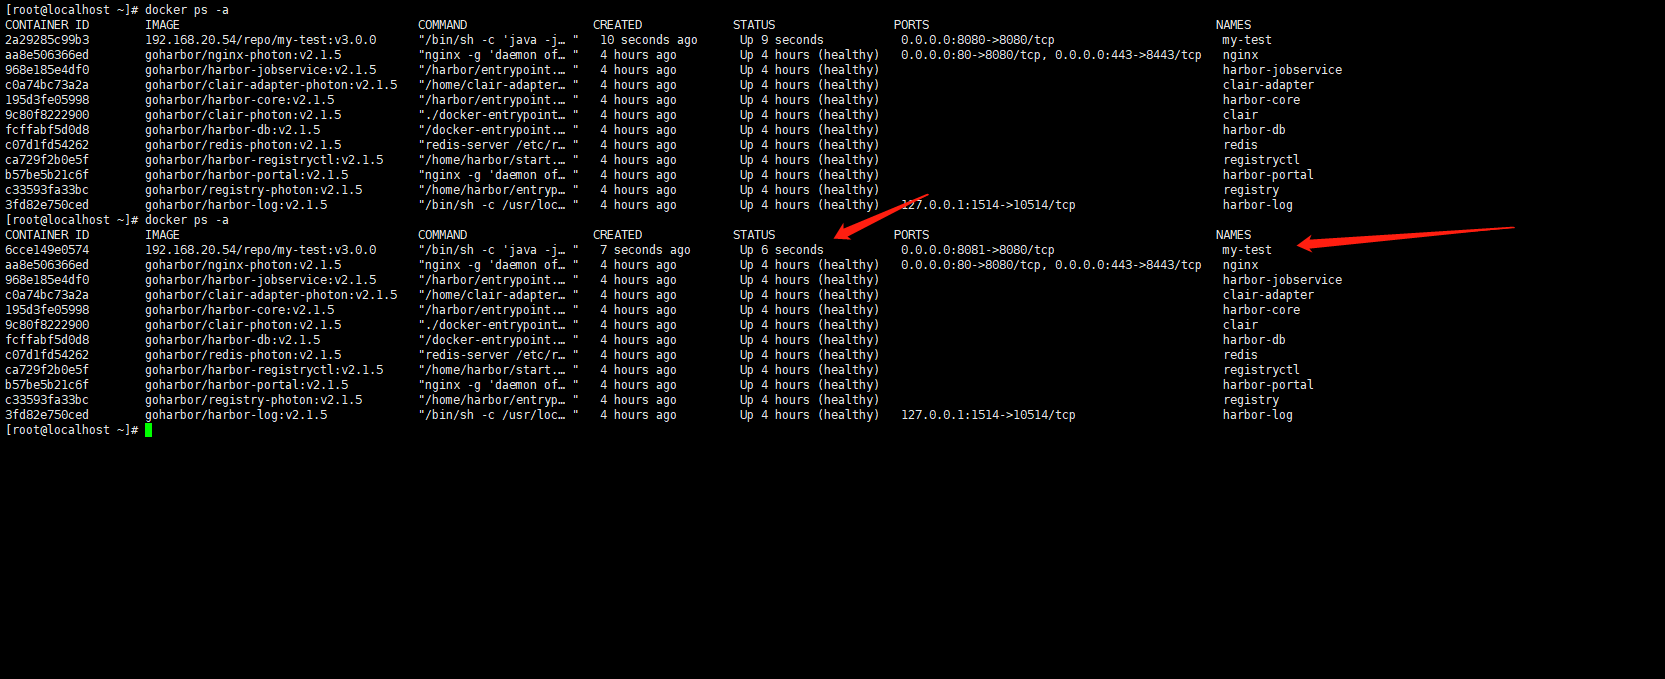 [root@localhost ~]# docker ps -a
CONTAINER ID IMAGE COMMAND CREATED STATUS PORTS NAMES
2a29285c99b3 192.168.20.54/repo/my-test:v3.0.0 "/bin/sh -c 'java -j… " 10 seconds ago Up 9 seconds 0.0.0.0:8080->8080/tcp my-test
aa8e506366ed goharbor/nginx-photon:v2.1.5 "nginx -g 'daemon of… " 4 hours ago Up 4 hours (healthy) 0.0.0.0:80->8080/tcp, 0.0.0.0:443->8443/tcp nginx
968e185e4df0 goharbor/harbor-jobservice:v2.1.5 "/harbor/entrypoint.… " 4 hours ago Up 4 hours (healthy) harbor-jobservice
c0a74bc73a2a goharbor/clair-adapter-photon:v2.1.5 "/home/clair-adapter… " 4 hours ago Up 4 hours (healthy) clair-adapter
195d3fe05998 goharbor/harbor-core:v2.1.5 "/harbor/entrypoint.… " 4 hours ago Up 4 hours (healthy) harbor-core
9c80f8222900 goharbor/clair-photon:v2.1.5 "./docker-entrypoint… " 4 hours ago Up 4 hours (healthy) clair
fcffabf5d0d8 goharbor/harbor-db:v2.1.5 "/docker-entrypoint.… " 4 hours ago Up 4 hours (healthy) harbor-db
c07d1fd54262 goharbor/redis-photon:v2.1.5 "redis-server /etc/r… " 4 hours ago Up 4 hours (healthy) redis
ca729f2b0e5f goharbor/harbor-registryctl:v2.1.5 "/home/harbor/start.… " 4 hours ago Up 4 hours (healthy) registryctl
b57be5b21c6f goharbor/harbor-portal:v2.1.5 "nginx -g 'daemon of… " 4 hours ago Up 4 hours (healthy) harbor-portal
c33593fa33bc goharbor/registry-photon:v2.1.5 "/home/harbor/entryp… " 4 hours ago Up 4 hours (healthy) registry
3fd82e750ced goharbor/harbor-log:v2.1.5 "/bin/sh -c /usr/loc… " 4 hours ago Up 4 hours (healthy) 127.0.0.1:1514->10514/tcp harbor-log
[root@localhost ~]# docker ps -a
CONTAINER ID IMAGE COMMAND CREATED STATUS PORTS NAMES
6cce149e0574 192.168.20.54/repo/my-test:v3.0.0 "/bin/sh -c 'java -j… " 7 seconds ago Up 6 seconds 0.0.0.0:8081->8080/tcp my-test
aa8e506366ed goharbor/nginx-photon:v2.1.5 "nginx -g 'daemon of… " 4 hours ago Up 4 hours (healthy) 0.0.0.0:80->8080/tcp, 0.0.0.0:443->8443/tcp nginx
968e185e4df0 goharbor/harbor-jobservice:v2.1.5 "/harbor/entrypoint.… " 4 hours ago Up 4 hours (healthy) harbor-jobservice
c0a74bc73a2a goharbor/clair-adapter-photon:v2.1.5 "/home/clair-adapter… " 4 hours ago Up 4 hours (healthy) clair-adapter
195d3fe05998 goharbor/harbor-core:v2.1.5 "/harbor/entrypoint.… " 4 hours ago Up 4 hours (healthy) harbor-core
9c80f8222900 goharbor/clair-photon:v2.1.5 "./docker-entrypoint… " 4 hours ago Up 4 hours (healthy) clair
fcffabf5d0d8 goharbor/harbor-db:v2.1.5 "/docker-entrypoint.… " 4 hours ago Up 4 hours (healthy) harbor-db
c07d1fd54262 goharbor/redis-photon:v2.1.5 "redis-server /etc/r… " 4 hours ago Up 4 hours (healthy) redis
ca729f2b0e5f goharbor/harbor-registryctl:v2.1.5 "/home/harbor/start.… " 4 hours ago Up 4 hours (healthy) registryctl
b57be5b21c6f goharbor/harbor-portal:v2.1.5 "nginx -g 'daemon of… " 4 hours ago Up 4 hours (healthy) harbor-portal
c33593fa33bc goharbor/registry-photon:v2.1.5 "/home/harbor/entryp… " 4 hours ago Up 4 hours (healthy) registry
3fd82e750ced goharbor/harbor-log:v2.1.5 "/bin/sh -c /usr/loc… " 4 hours ago Up 4 hours (healthy) 127.0.0.1:1514->10514/tcp harbor-log
[root@localhost ~]#